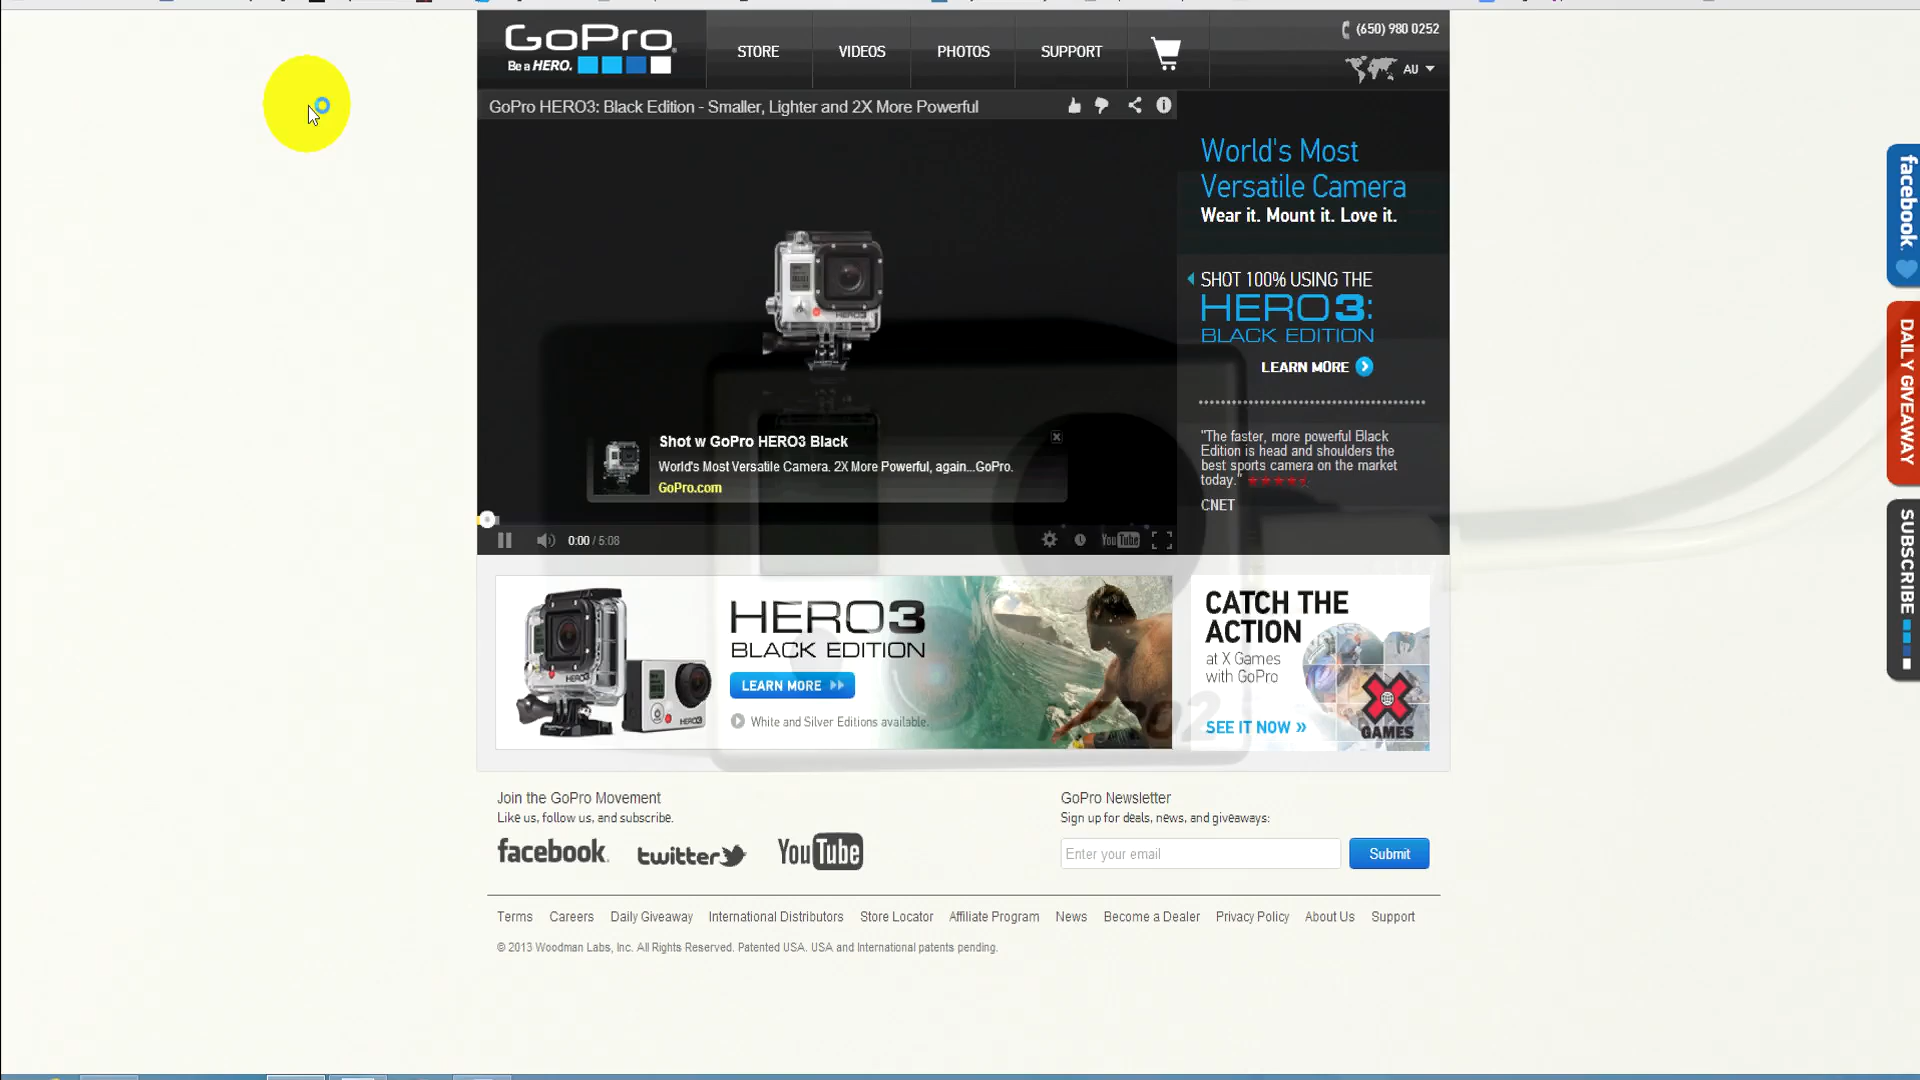 GoPro
Be a HERO.
STORE
VIDEOS
PHOTOS
SUPPORT
(650) 980 0252
AU
GoPro HERO3: Black Edition - Smaller, Lighter and 2X More Powerful
World's Most
Versatile Camera
Wear it. Mount it. Love it.
SHOT 100% USING THE
HERO3:
BLACK EDITION
LEARN MORE
"The faster, more powerful Black
Edition is head and shoulders the
best sports camera on the market
today."
CNET
Shot w GoPro HERO3 Black
World's Most Versatile Camera. 2X More Powerful, again...GoPro.
GoPro.com
0:00 / 5:08
YouTube
facebook
DAILY GIVEAWAY
SUBSCRIBE
HERO3
BLACK EDITION
LEARN MORE
White and Silver Editions available.
HERO3
HERO3
HERO2
CATCH THE
ACTION
at X Games
with GoPro
SEE IT NOW »
X GAMES
Join the GoPro Movement
Like us, follow us, and subscribe.
facebook.
twitter
YouTube
GoPro Newsletter
Sign up for deals, news, and giveaways:
Enter your email
Submit
Terms
Careers
Daily Giveaway
International Distributors
Store Locator
Affiliate Program
News
Become a Dealer
Privacy Policy
About Us
Support
© 2013 Woodman Labs, Inc. All Rights Reserved. Patented USA. USA and International patents pending.